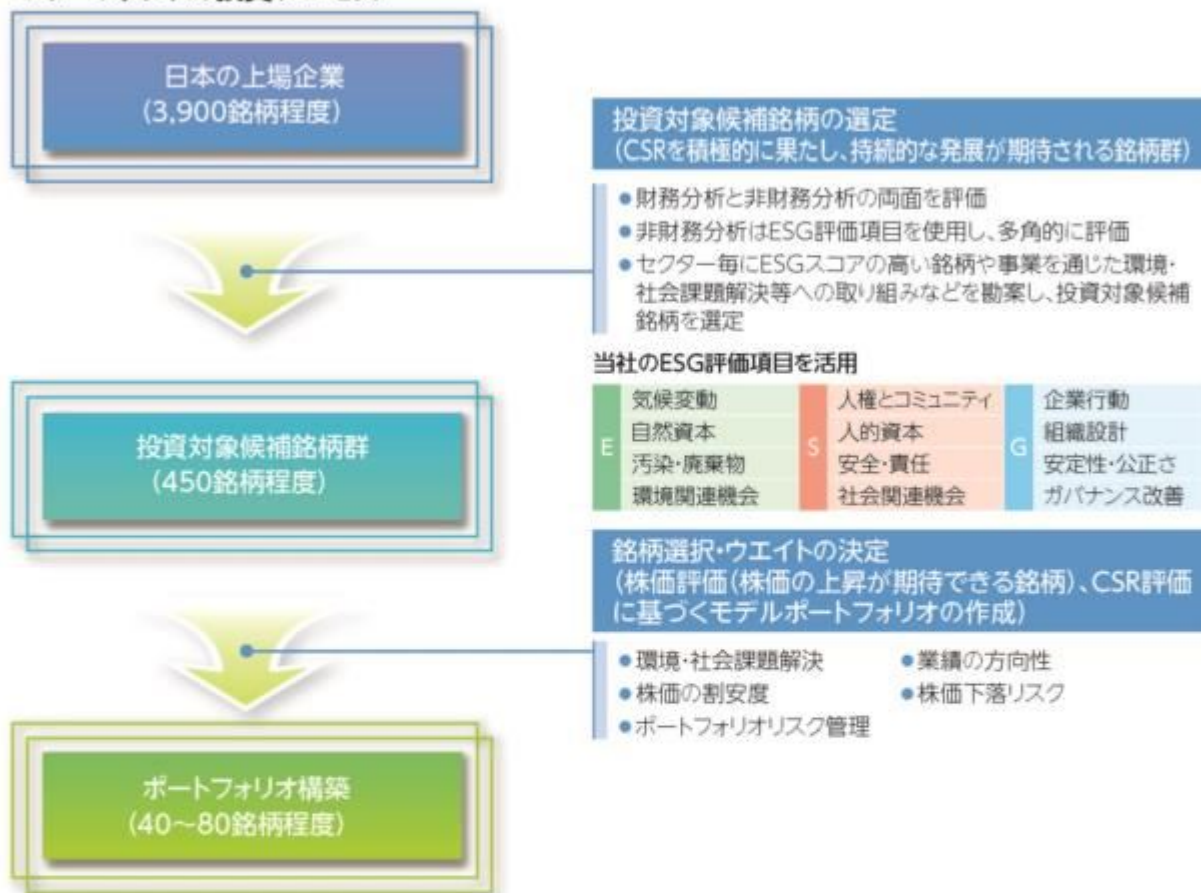 日本の上場企業
(3,900銘柄程度)
投資対象候補銘柄の選定
(CSRを積極的に果たし、持続的な発展が期待される銘柄群)
●財務分析と非財務分析の両面を評価
●非財務分析はESG評価項目を使用し、多角的に評価
●セクター毎にESGスコアの高い銘柄や事業を通じた環境・
社会課題解決等への取り組みなどを勘案し、投資対象候補
銘柄を選定
当社のESG評価項目を活用
E
気候変動
自然資本
汚染・廃棄物
環境関連機会
S
人権とコミュニティ
人的資本
安全・責任
社会関連機会
G
企業行動
組織設計
安定性・公正さ
ガバナンス改善
投資対象候補銘柄群
(450銘柄程度)
銘柄選択・ウエイトの決定
(株価評価(株価の上昇が期待できる銘柄)、CSR評価
に基づくモデルポートフォリオの作成)
●環境・社会課題解決
●業績の方向性
●株価の割安度
●株価下落リスク
●ポートフォリオリスク管理
ポートフォリオ構築
(40～80銘柄程度)